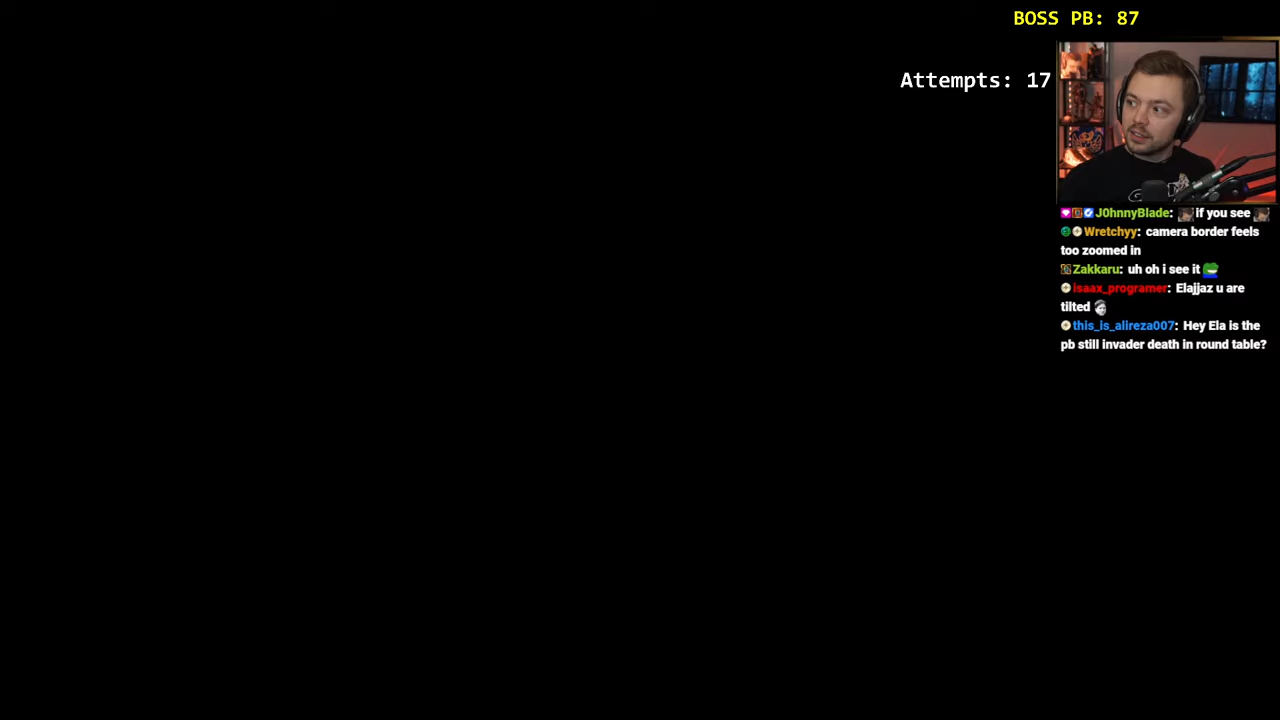 BOSS PB: 87
Attempts: 17
J0hnnyBlade: if you see
Wretchyy: camera border feels
too zoomed in
Zakkaru: uh oh i see it
isaax_programer: Elajjaz u are
tilted
this_is_alireza007: Hey Ela is the
pb still invader death in round table?